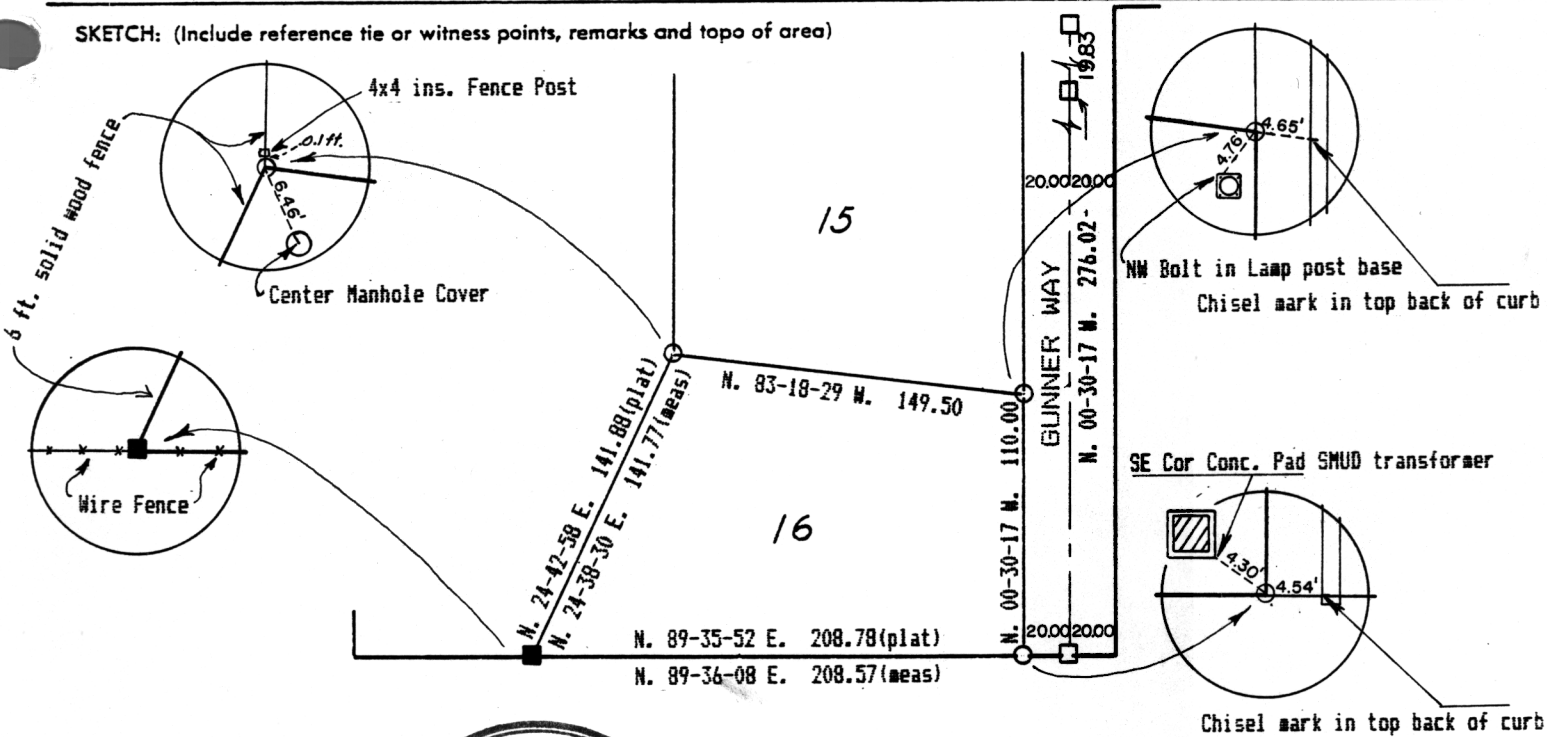 SKETCH: (Include reference tie or witness points, remarks and topo of area)
4x4 ins. Fence Post
0.1ft.
6.46'
Center Manhole Cover
6 ft. solid wood fence
Wire Fence
15
16
N. 83-18-29 W. 149.50
N. 24-42-58 E. 141.88(plat)
N. 24-38-30 E. 141.77(meas)
N. 89-35-52 E. 208.78(plat)
N. 89-36-08 E. 208.57(meas)
N. 00-30-17 W. 110.00
GUNNER WAY
N. 00-30-17 W. 276.02-
19.83
20.00 20.00
20.00 20.00
4.65'
4.76'
NW Bolt in Lamp post base
Chisel mark in top back of curb
SE Cor Conc. Pad SMUD transformer
4.30'
4.54'
Chisel mark in top back of curb